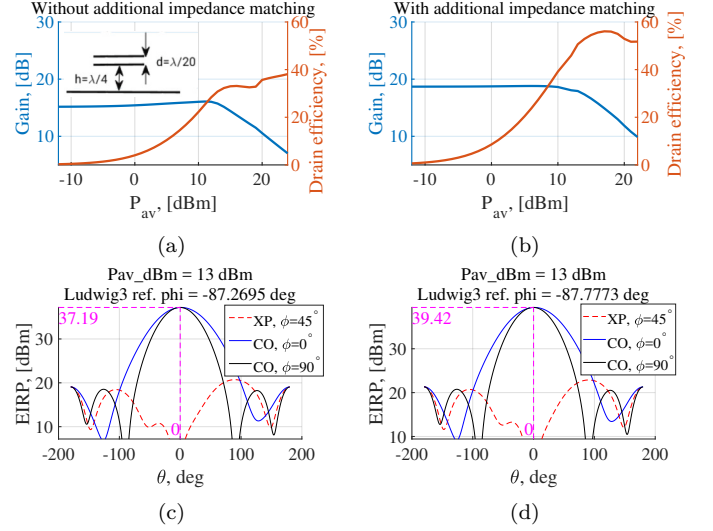 Without additional impedance matching
30
20
10
Gain, [dB]
60
40
20
0
Drain efficiency, [%]
h=λ/4
d=λ/20
-10
0
10
20
P_av, [dBm]
(a)
With additional impedance matching
30
20
10
Gain, [dB]
60
40
20
0
Drain efficiency, [%]
-10
0
10
20
P_av, [dBm]
(b)
Pav_dBm = 13 dBm
Ludwig3 ref. phi = -87.2695 deg
37.19
XP, ϕ=45°
CO, ϕ=0°
CO, ϕ=90°
30
20
10
EIRP, [dBm]
0
-200
-100
0
100
200
θ, deg
(c)
Pav_dBm = 13 dBm
Ludwig3 ref. phi = -87.7773 deg
39.42
XP, ϕ=45°
CO, ϕ=0°
CO, ϕ=90°
30
20
10
EIRP, [dBm]
0
-200
-100
0
100
200
θ, deg
(d)